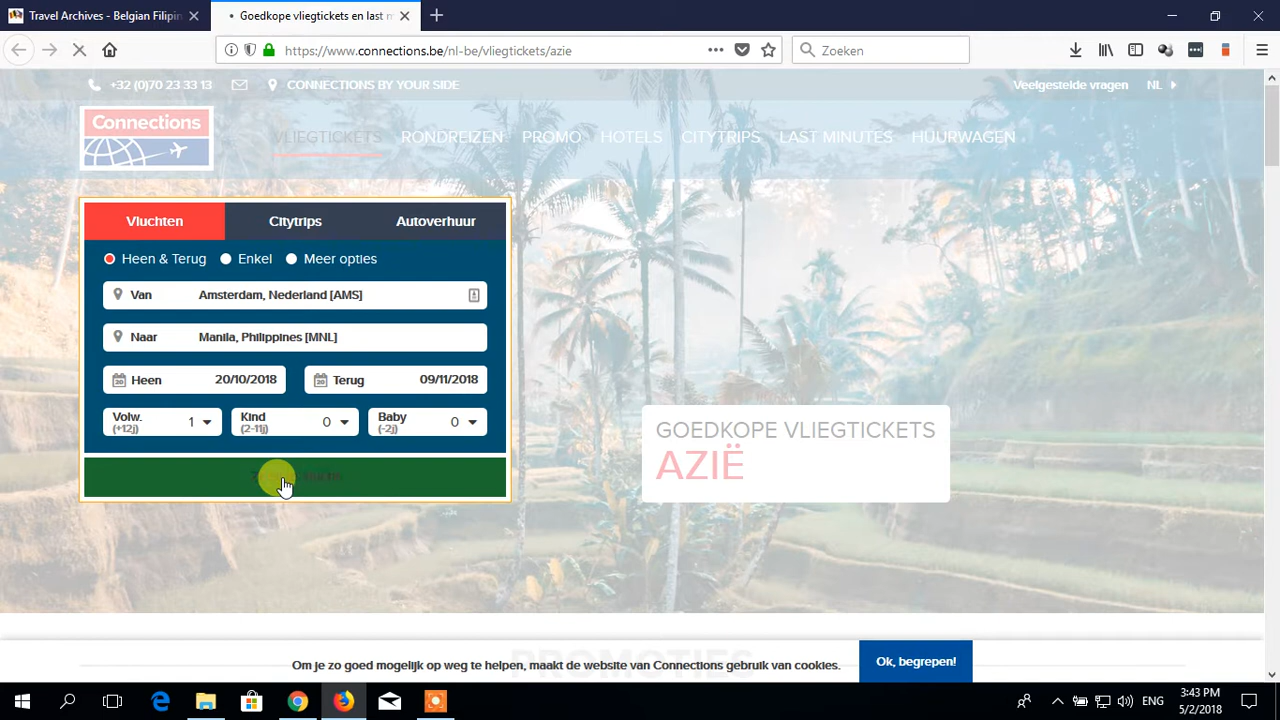 Travel Archives - Belgian Filipin
Goedkope vliegtickets en last m
https://www.connections.be/nl-be/vliegtickets/azie
Zoeken
+32 (0)70 23 33 13
CONNECTIONS BY YOUR SIDE
Veelgestelde vragen
NL
Connections
VLIEGTICKETS
RONDREIZEN
PROMO
HOTELS
CITYTRIPS
LAST MINUTES
HUURWAGEN
Vluchten
Citytrips
Autoverhuur
Heen & Terug
Enkel
Meer opties
Van
Amsterdam, Nederland [AMS]
Naar
Manila, Philippines [MNL]
Heen
20/10/2018
Terug
09/11/2018
Volw.
(+12j)
1
Kind
(2-11j)
0
Baby
(-2j)
0
GOEDKOPE VLIEGTICKETS
AZIË
PROMOTIES
Om je zo goed mogelijk op weg te helpen, maakt de website van Connections gebruik van cookies.
Ok, begrepen!
ENG
3:43 PM
5/2/2018